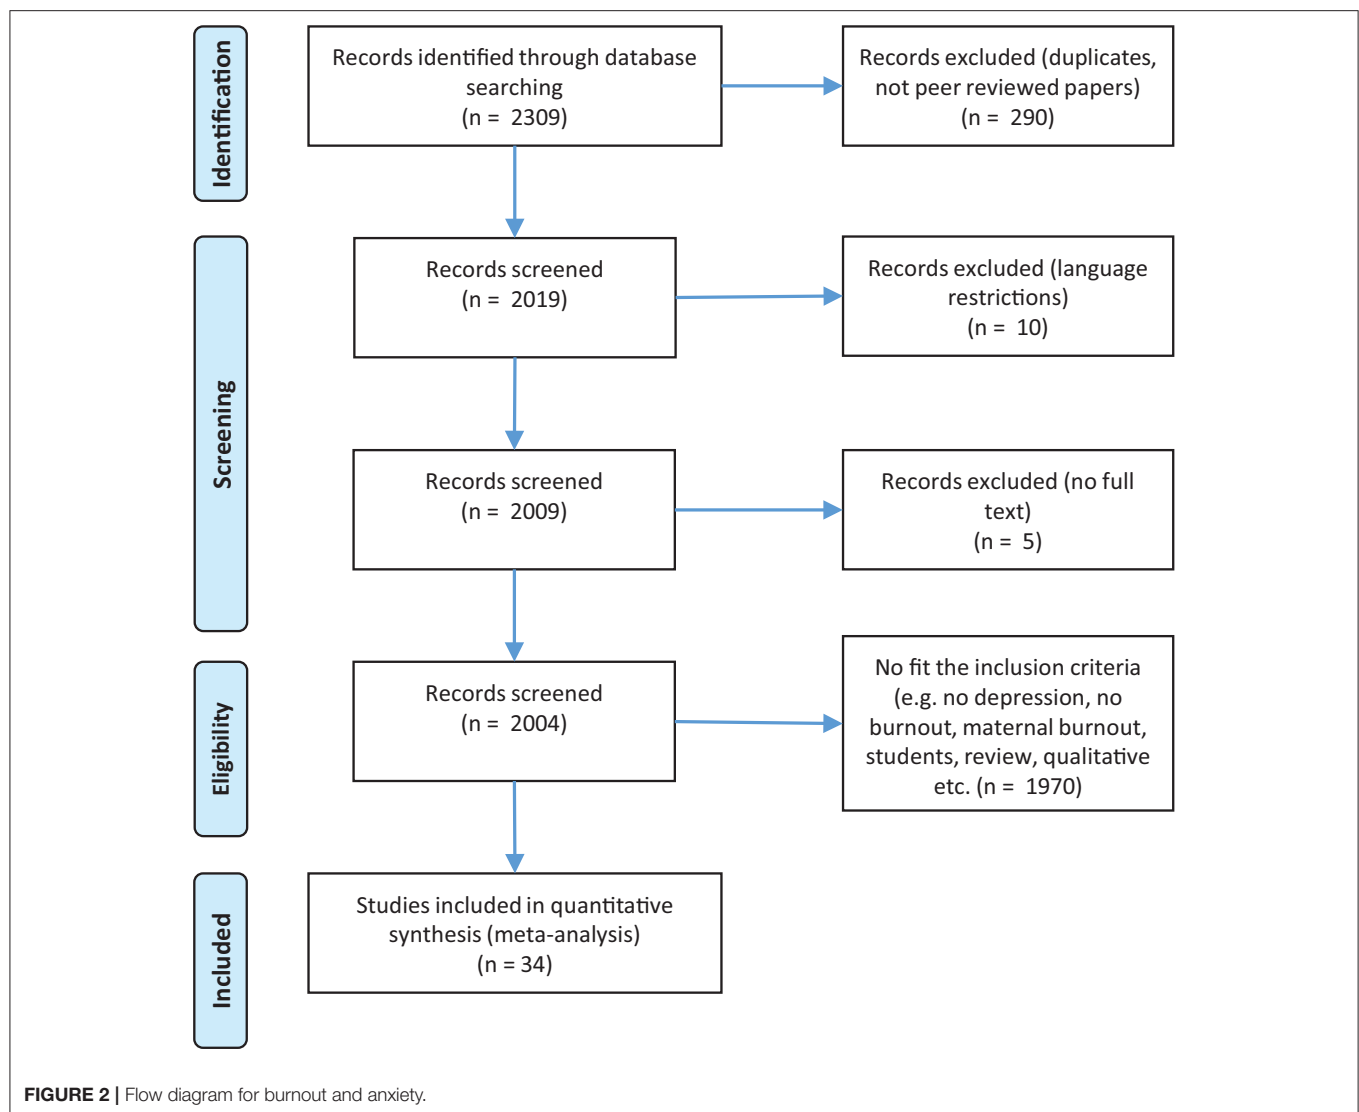 Identification
Records identified through database
searching
(n = 2309)
Records excluded (duplicates,
not peer reviewed papers)
(n = 290)
Screening
Records screened
(n = 2019)
Records excluded (language
restrictions)
(n = 10)
Records screened
(n = 2009)
Records excluded (no full
text)
(n = 5)
Eligibility
Records screened
(n = 2004)
No fit the inclusion criteria
(e.g. no depression, no
burnout, maternal burnout,
students, review, qualitative
etc. (n = 1970)
Included
Studies included in quantitative
synthesis (meta-analysis)
(n = 34)
FIGURE 2 | Flow diagram for burnout and anxiety.